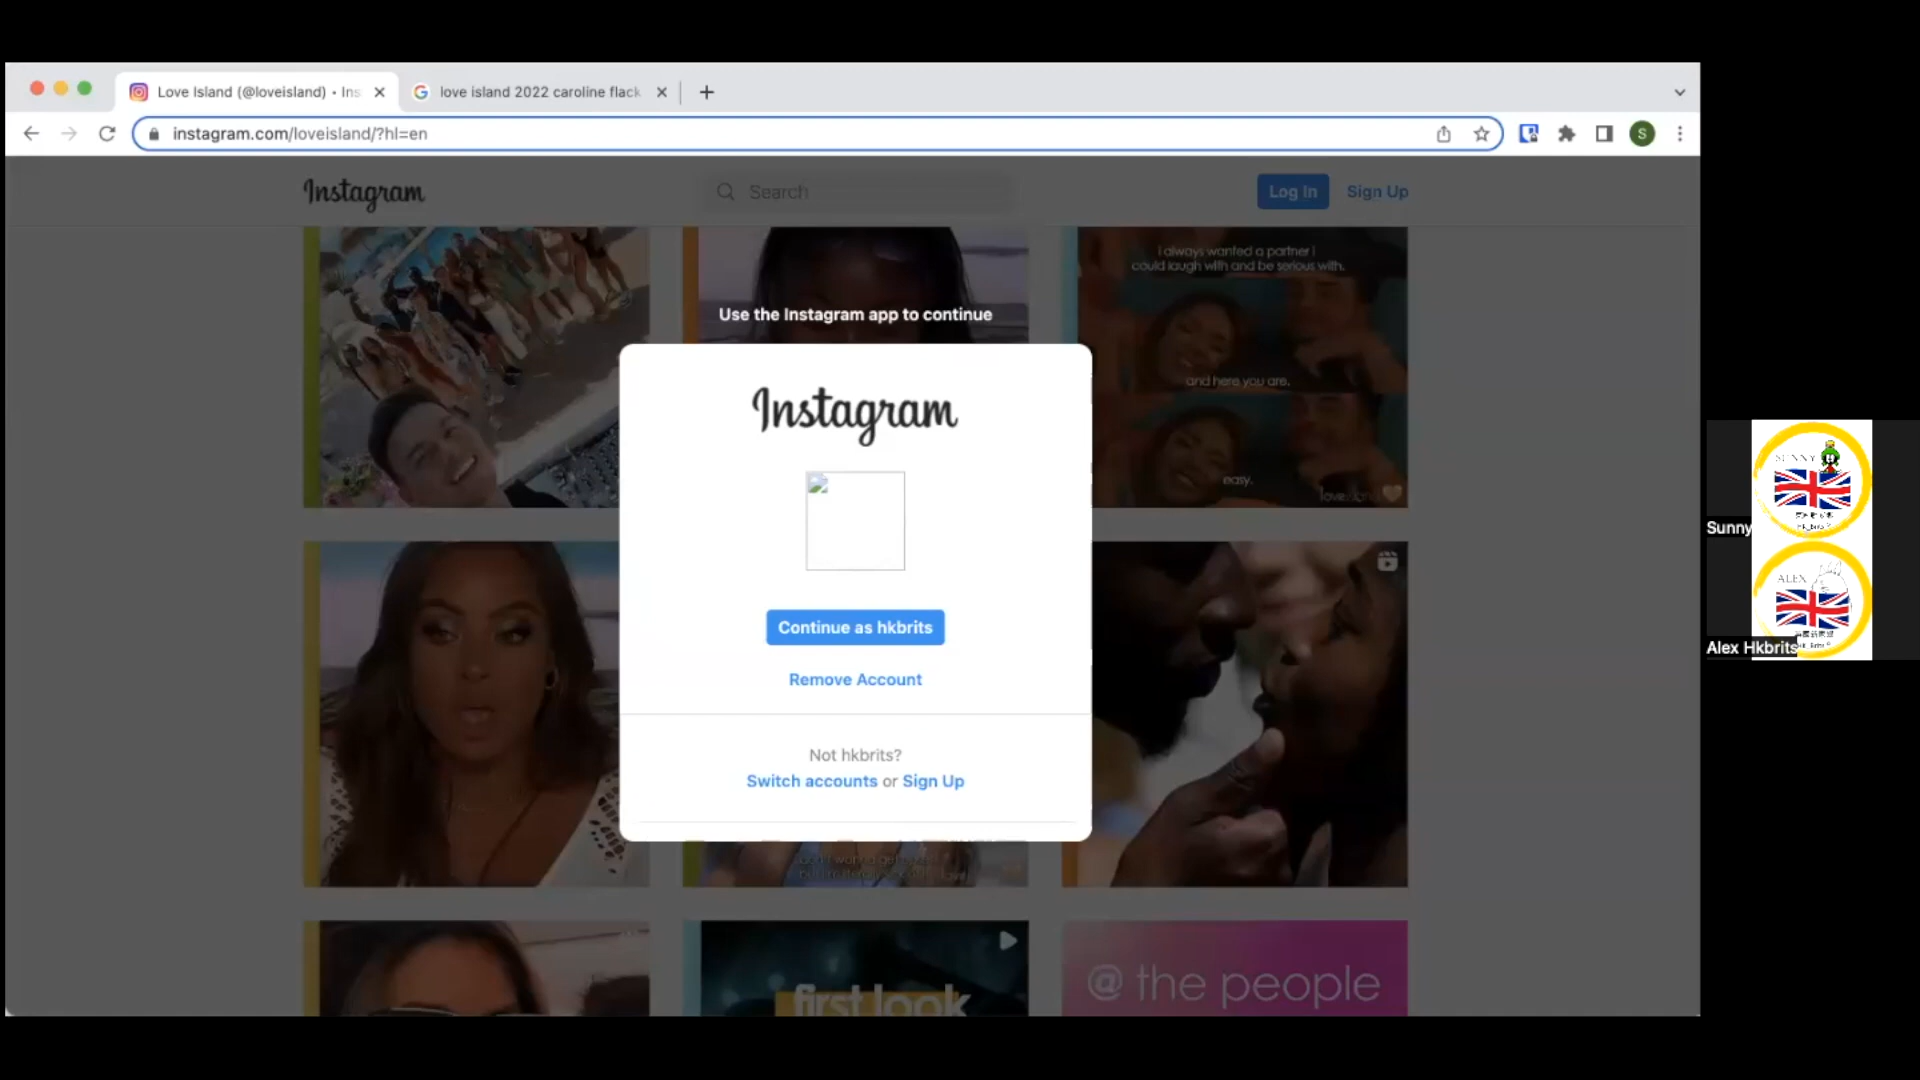 Love Island (@loveisland) • Ins
love island 2022 caroline flack
instagram.com/loveisland/?hl=en
S
Instagram
Search
Log In
Sign Up
I always wanted a partner I
could laugh with and be serious with.
and here you are.
easy.
Use the Instagram app to continue
Instagram
Continue as hkbrits
Remove Account
Not hkbrits?
Switch accounts or Sign Up
first look
@ the people
SUNNY
Sunny
ALEX
Alex Hkbrits